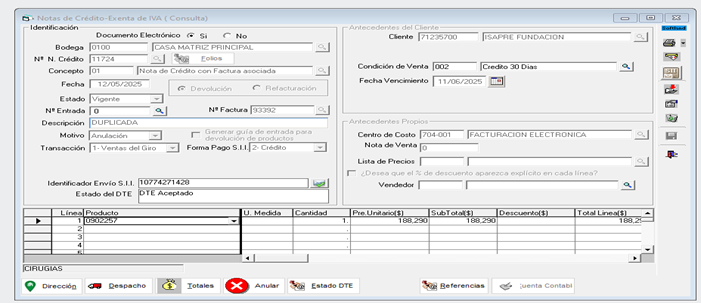 Notas de Crédito-Exenta de IVA ( Consulta)
Identificación
Documento Electrónico Si No
Bodega 0100 CASA MATRIZ PRINCIPAL
Nº N. Crédito 11724 Folios
Concepto 01 Nota de Crédito con Factura asociada
Fecha 12/05/2025 Devolución Refacturación
Estado Vigente
Nº Entrada 0 Nº Factura 93392
Descripción DUPLICADA
Motivo Anulación Generar guía de entrada para devolución de productos
Transacción 1- Ventas del Giro Forma Pago S.I.I. 2- Crédito
Identificador Envío S.I.I. 10774271428
Estado del DTE DTE Aceptado
Antecedentes del Cliente
Cliente 71235700 ISAPRE FUNDACION
Condición de Venta 002 Credito 30 Dias
Fecha Vencimiento 11/06/2025
Antecedentes Propios
Centro de Costo 704-001 FACTURACION ELECTRONICA
Nota de Venta 0
Lista de Precios
¿Desea que el % de descuento aparezca explícito en cada línea?
Vendedor
Softland
Línea Producto U. Medida Cantidad Pre.Unitario($) SubTotal($) Descuento($) Total Linea($)
1 0902257 1. 188,290 188,290 188,29
2
3
4
CIRUGIAS
Dirección Despacho Totales Anular Estado DTE Referencias Cuenta Contabl